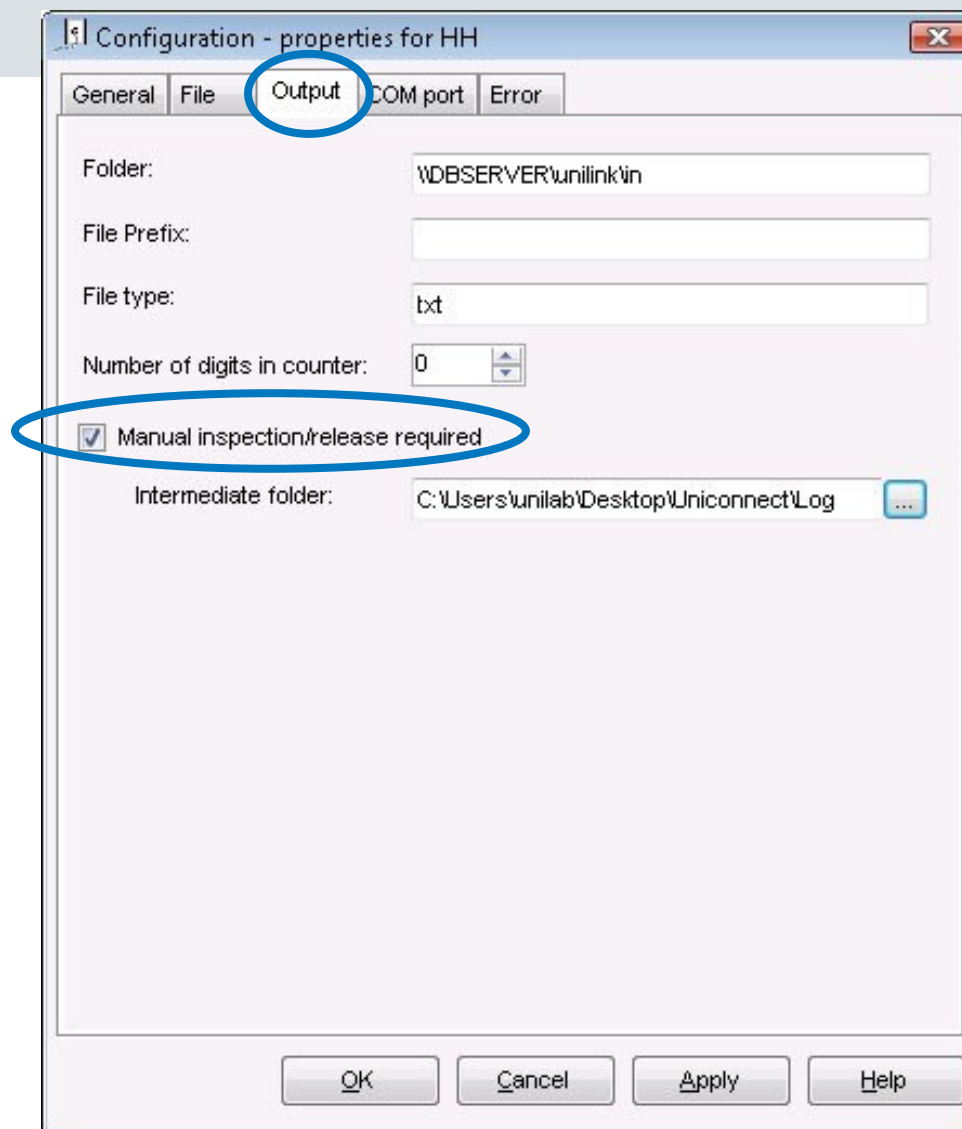 Configuration - properties for HH
General File Output COM port Error
Folder: \\DBSERVER\unilink\in
File Prefix:
File type: txt
Number of digits in counter: 0
Manual inspection/release required
Intermediate folder: C:\Users\unilab\Desktop\Uniconnect\Log ...
OK Cancel Apply Help